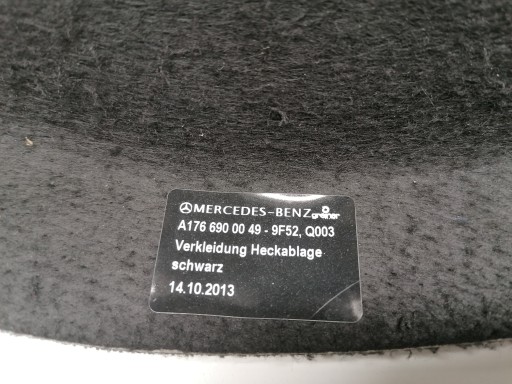 MERCEDES-BENZ greiner
A176 690 00 49 - 9F52, Q003
Verkleidung Heckablage
schwarz
14.10.2013